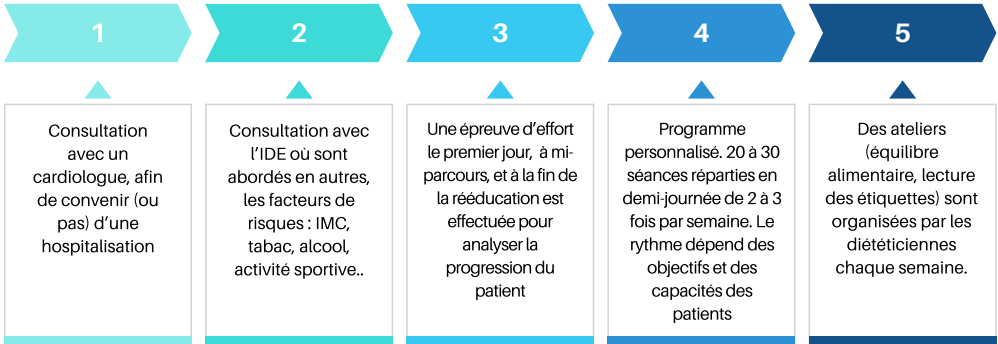 1
Consultation
avec un
cardiologue, afin
de convenir (ou
pas) d'une
hospitalisation
2
Consultation avec
l'IDE où sont
abordés en autres,
les facteurs de
risques : IMC,
tabac, alcool,
activité sportive..
3
Une épreuve d'effort
le premier jour, à mi-
parcours, et à la fin de
la rééducation est
effectuée pour
analyser la
progression du
patient
4
Programme
personnalisé. 20 à 30
séances réparties en
demi-journée de 2 à 3
fois par semaine. Le
rythme dépend des
objectifs et des
capacités des
patients
5
Des ateliers
(équilibre
alimentaire, lecture
des étiquettes) sont
organisées par les
diététiciennes
chaque semaine.